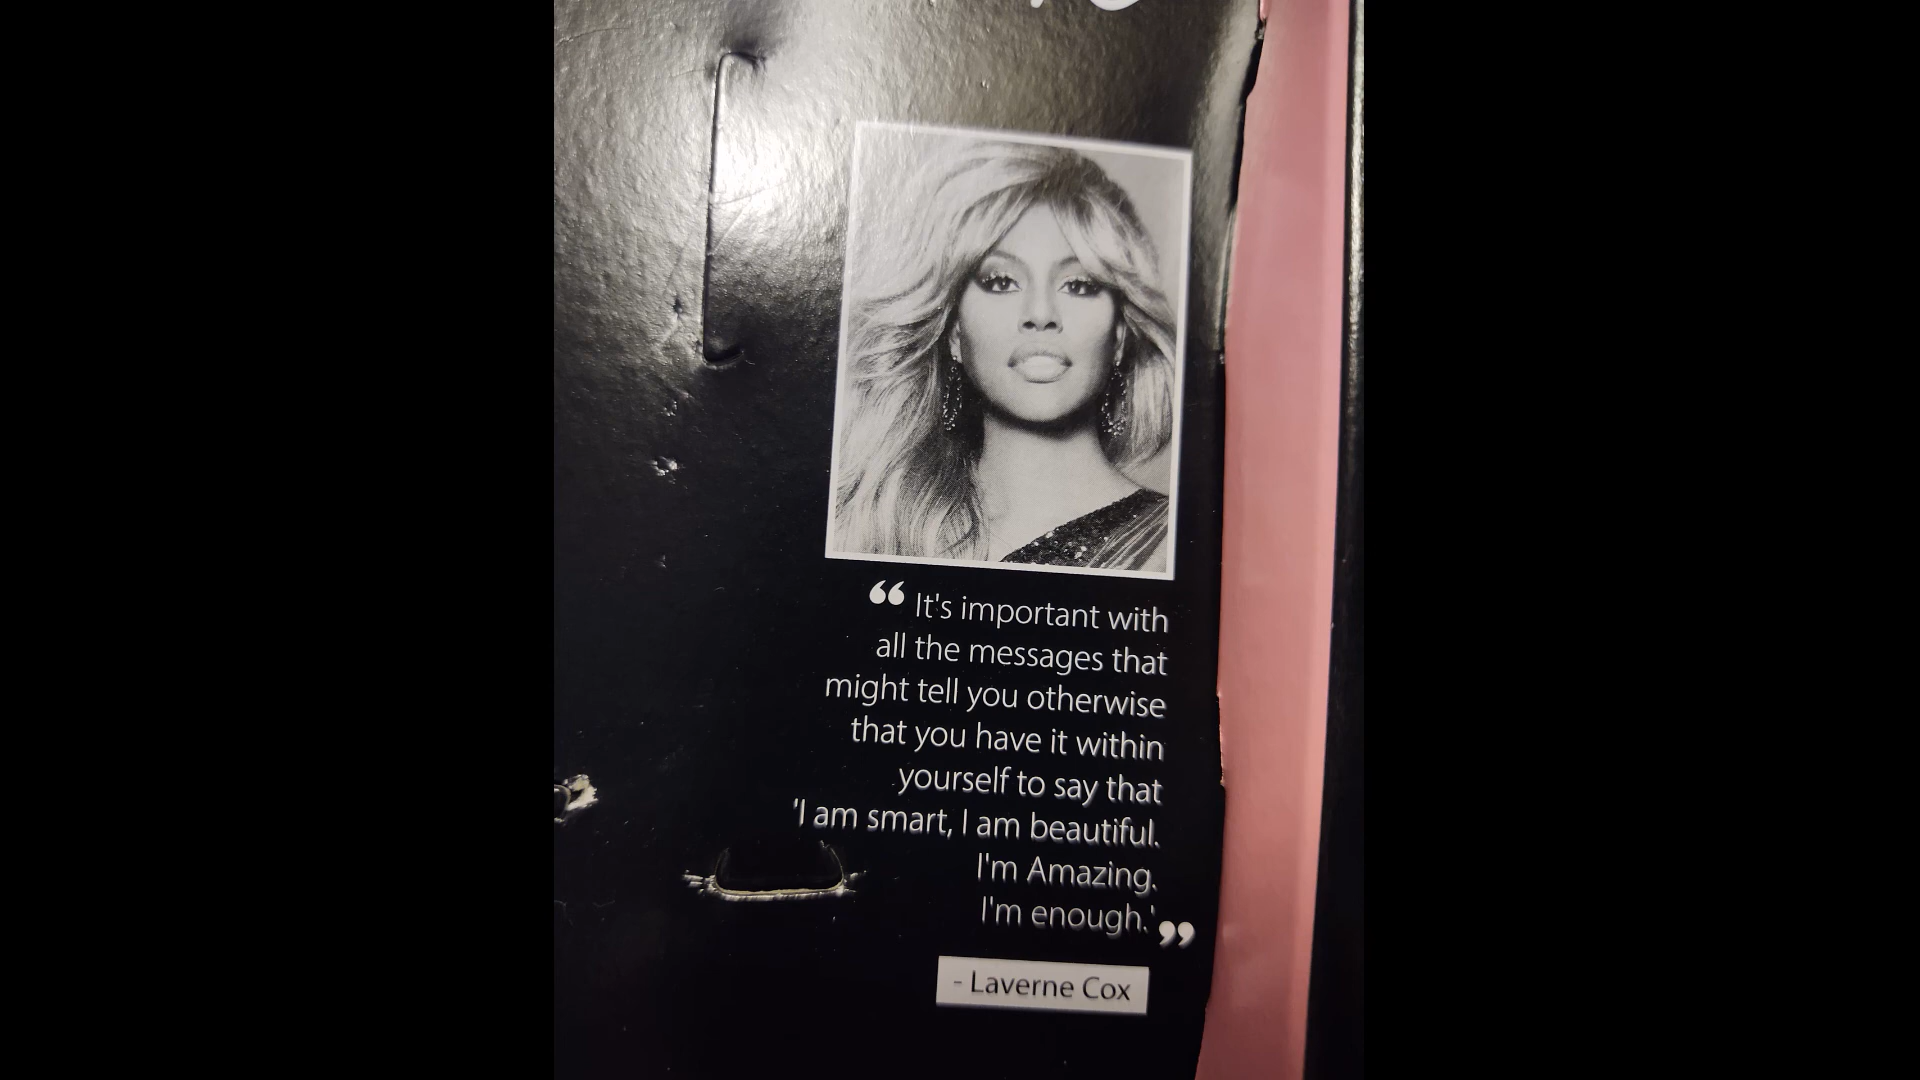 “ It's important with
all the messages that
might tell you otherwise
that you have it within
yourself to say that
'I am smart, I am beautiful.
I'm Amazing.
I'm enough.' ”
- Laverne Cox